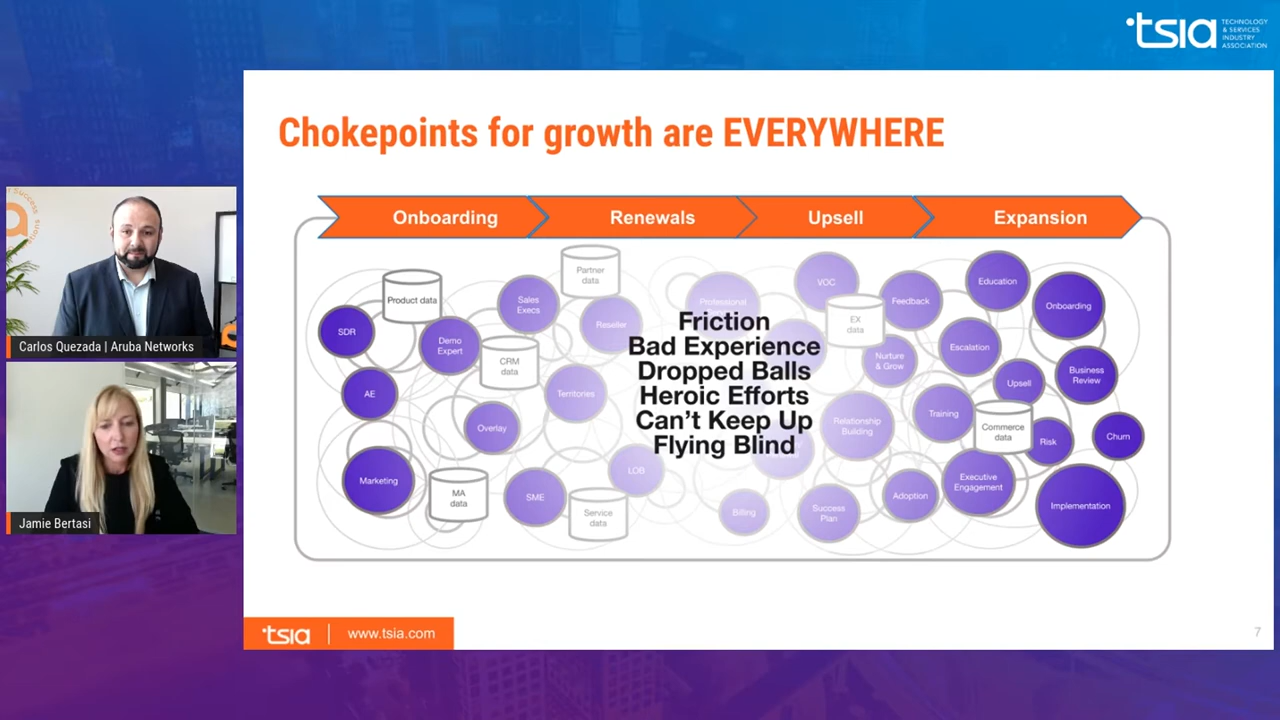 tsia
TECHNOLOGY
& SERVICES
INDUSTRY
ASSOCIATION
Chokepoints for growth are EVERYWHERE
Onboarding
Renewals
Upsell
Expansion
Product data
Partner
data
Sales
Execs
SDR
Demo
Expert
Reseller
CRM
data
AE
Territories
Overlay
Marketing
MA
data
SME
LOB
Service
data
Professional
Friction
Bad Experience
Dropped Balls
Heroic Efforts
Can't Keep Up
Flying Blind
Billing
VOC
EX
data
Feedback
Nurture
& Grow
Relationship
Building
Success
Plan
Adoption
Education
Escalation
Training
Executive
Engagement
Onboarding
Upsell
Business
Review
Commerce
data
Risk
Churn
Implementation
Carlos Quezada | Aruba Networks
Jamie Bertasi
tsia
www.tsia.com
7